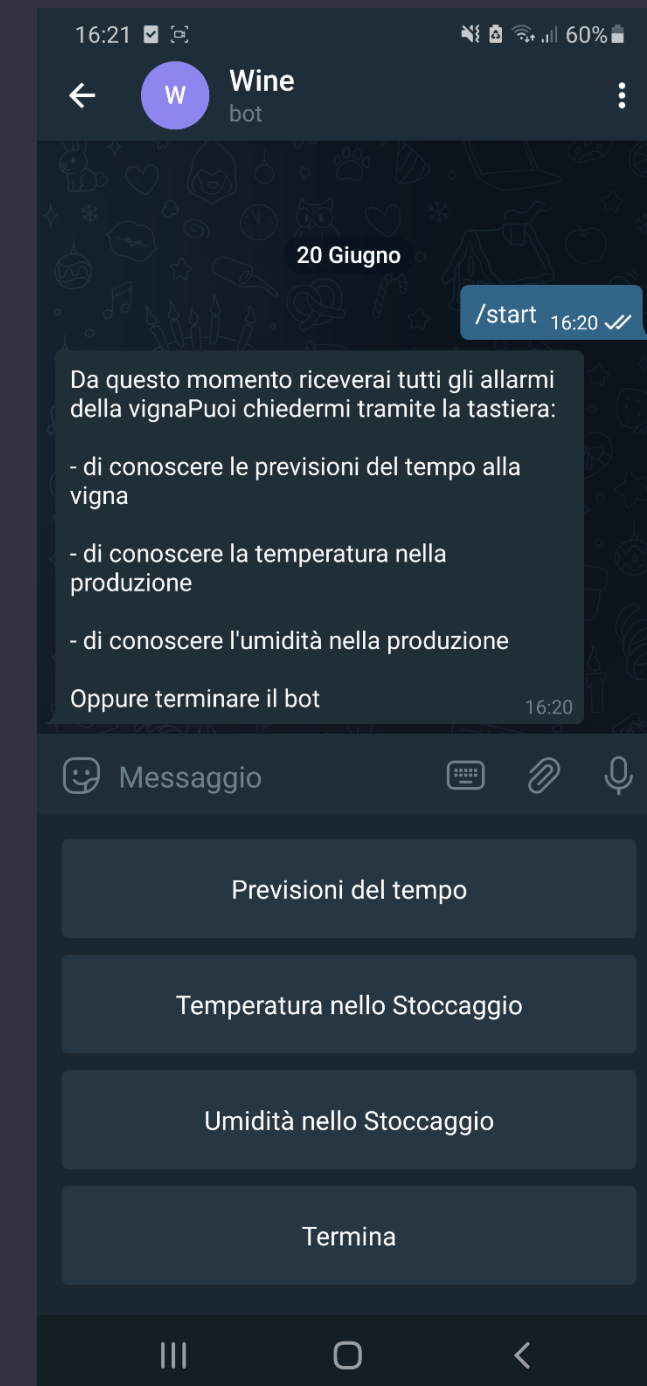 16:21 60%
W
Wine
bot
20 Giugno
/start 16:20
Da questo momento riceverai tutti gli allarmi
della vignaPuoi chiedermi tramite la tastiera:
- di conoscere le previsioni del tempo alla
vigna
- di conoscere la temperatura nella
produzione
- di conoscere l'umidità nella produzione
Oppure terminare il bot 16:20
Messaggio
Previsioni del tempo
Temperatura nello Stoccaggio
Umidità nello Stoccaggio
Termina